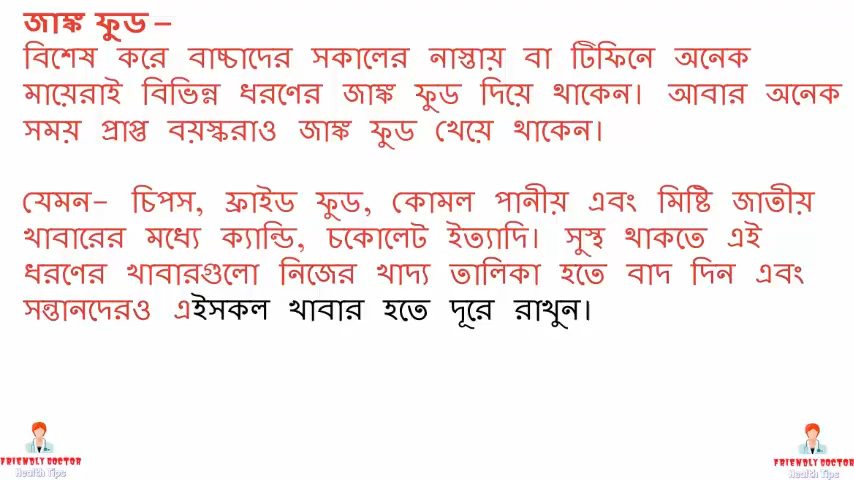 জাঙ্ক ফুড–
বিশেষ করে বাচ্চাদের সকালের নাস্তায় বা টিফিনে অনেক
মায়েরাই বিভিন্ন ধরণের জাঙ্ক ফুড দিয়ে থাকেন। আবার অনেক
সময় প্রাপ্ত বয়স্করাও জাঙ্ক ফুড খেয়ে থাকেন।
যেমন– চিপস, ফ্রাইড ফুড, কোমল পানীয় এবং মিষ্টি জাতীয়
খাবারের মধ্যে ক্যান্ডি, চকোলেট ইত্যাদি। সুস্থ থাকতে এই
ধরণের খাবারগুলো নিজের খাদ্য তালিকা হতে বাদ দিন এবং
সন্তানদেরও এইসকল খাবার হতে দূরে রাখুন।
FRIENDLY DOCTOR
Health Tips
FRIENDLY DOCTOR
Health Tips